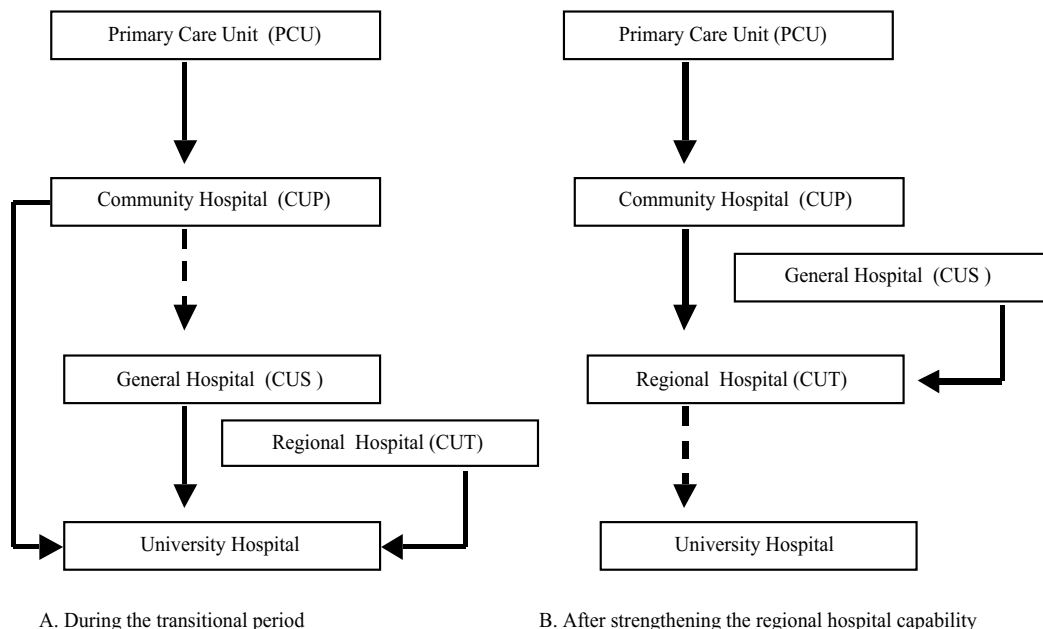 Primary Care Unit (PCU)
Community Hospital (CUP)
General Hospital (CUS )
Regional Hospital (CUT)
University Hospital
A. During the transitional period
Primary Care Unit (PCU)
Community Hospital (CUP)
General Hospital (CUS )
Regional Hospital (CUT)
University Hospital
B. After strengthening the regional hospital capability